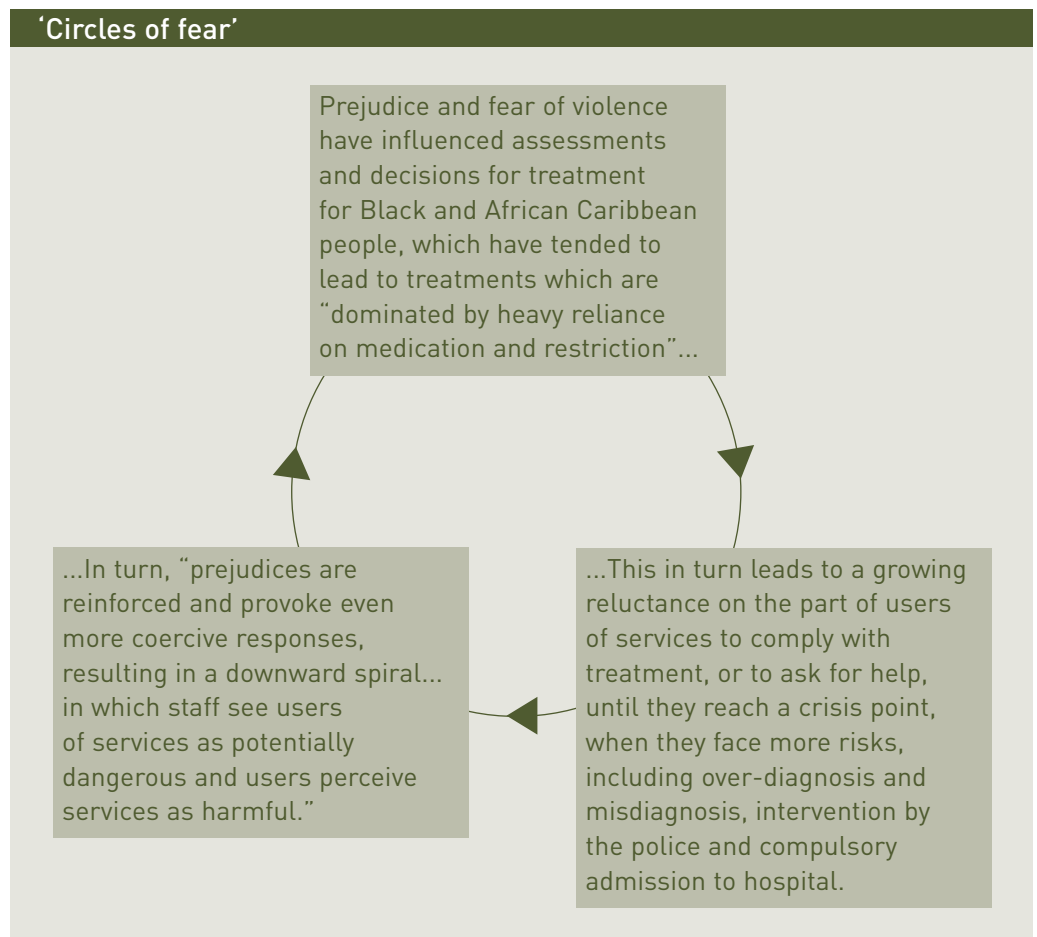 ‘Circles of fear’
Prejudice and fear of violence
have influenced assessments
and decisions for treatment
for Black and African Caribbean
people, which have tended to
lead to treatments which are
“dominated by heavy reliance
on medication and restriction”...
...This in turn leads to a growing
reluctance on the part of users
of services to comply with
treatment, or to ask for help,
until they reach a crisis point,
when they face more risks,
including over-diagnosis and
misdiagnosis, intervention by
the police and compulsory
admission to hospital.
...In turn, “prejudices are
reinforced and provoke even
more coercive responses,
resulting in a downward spiral...
in which staff see users
of services as potentially
dangerous and users perceive
services as harmful.”